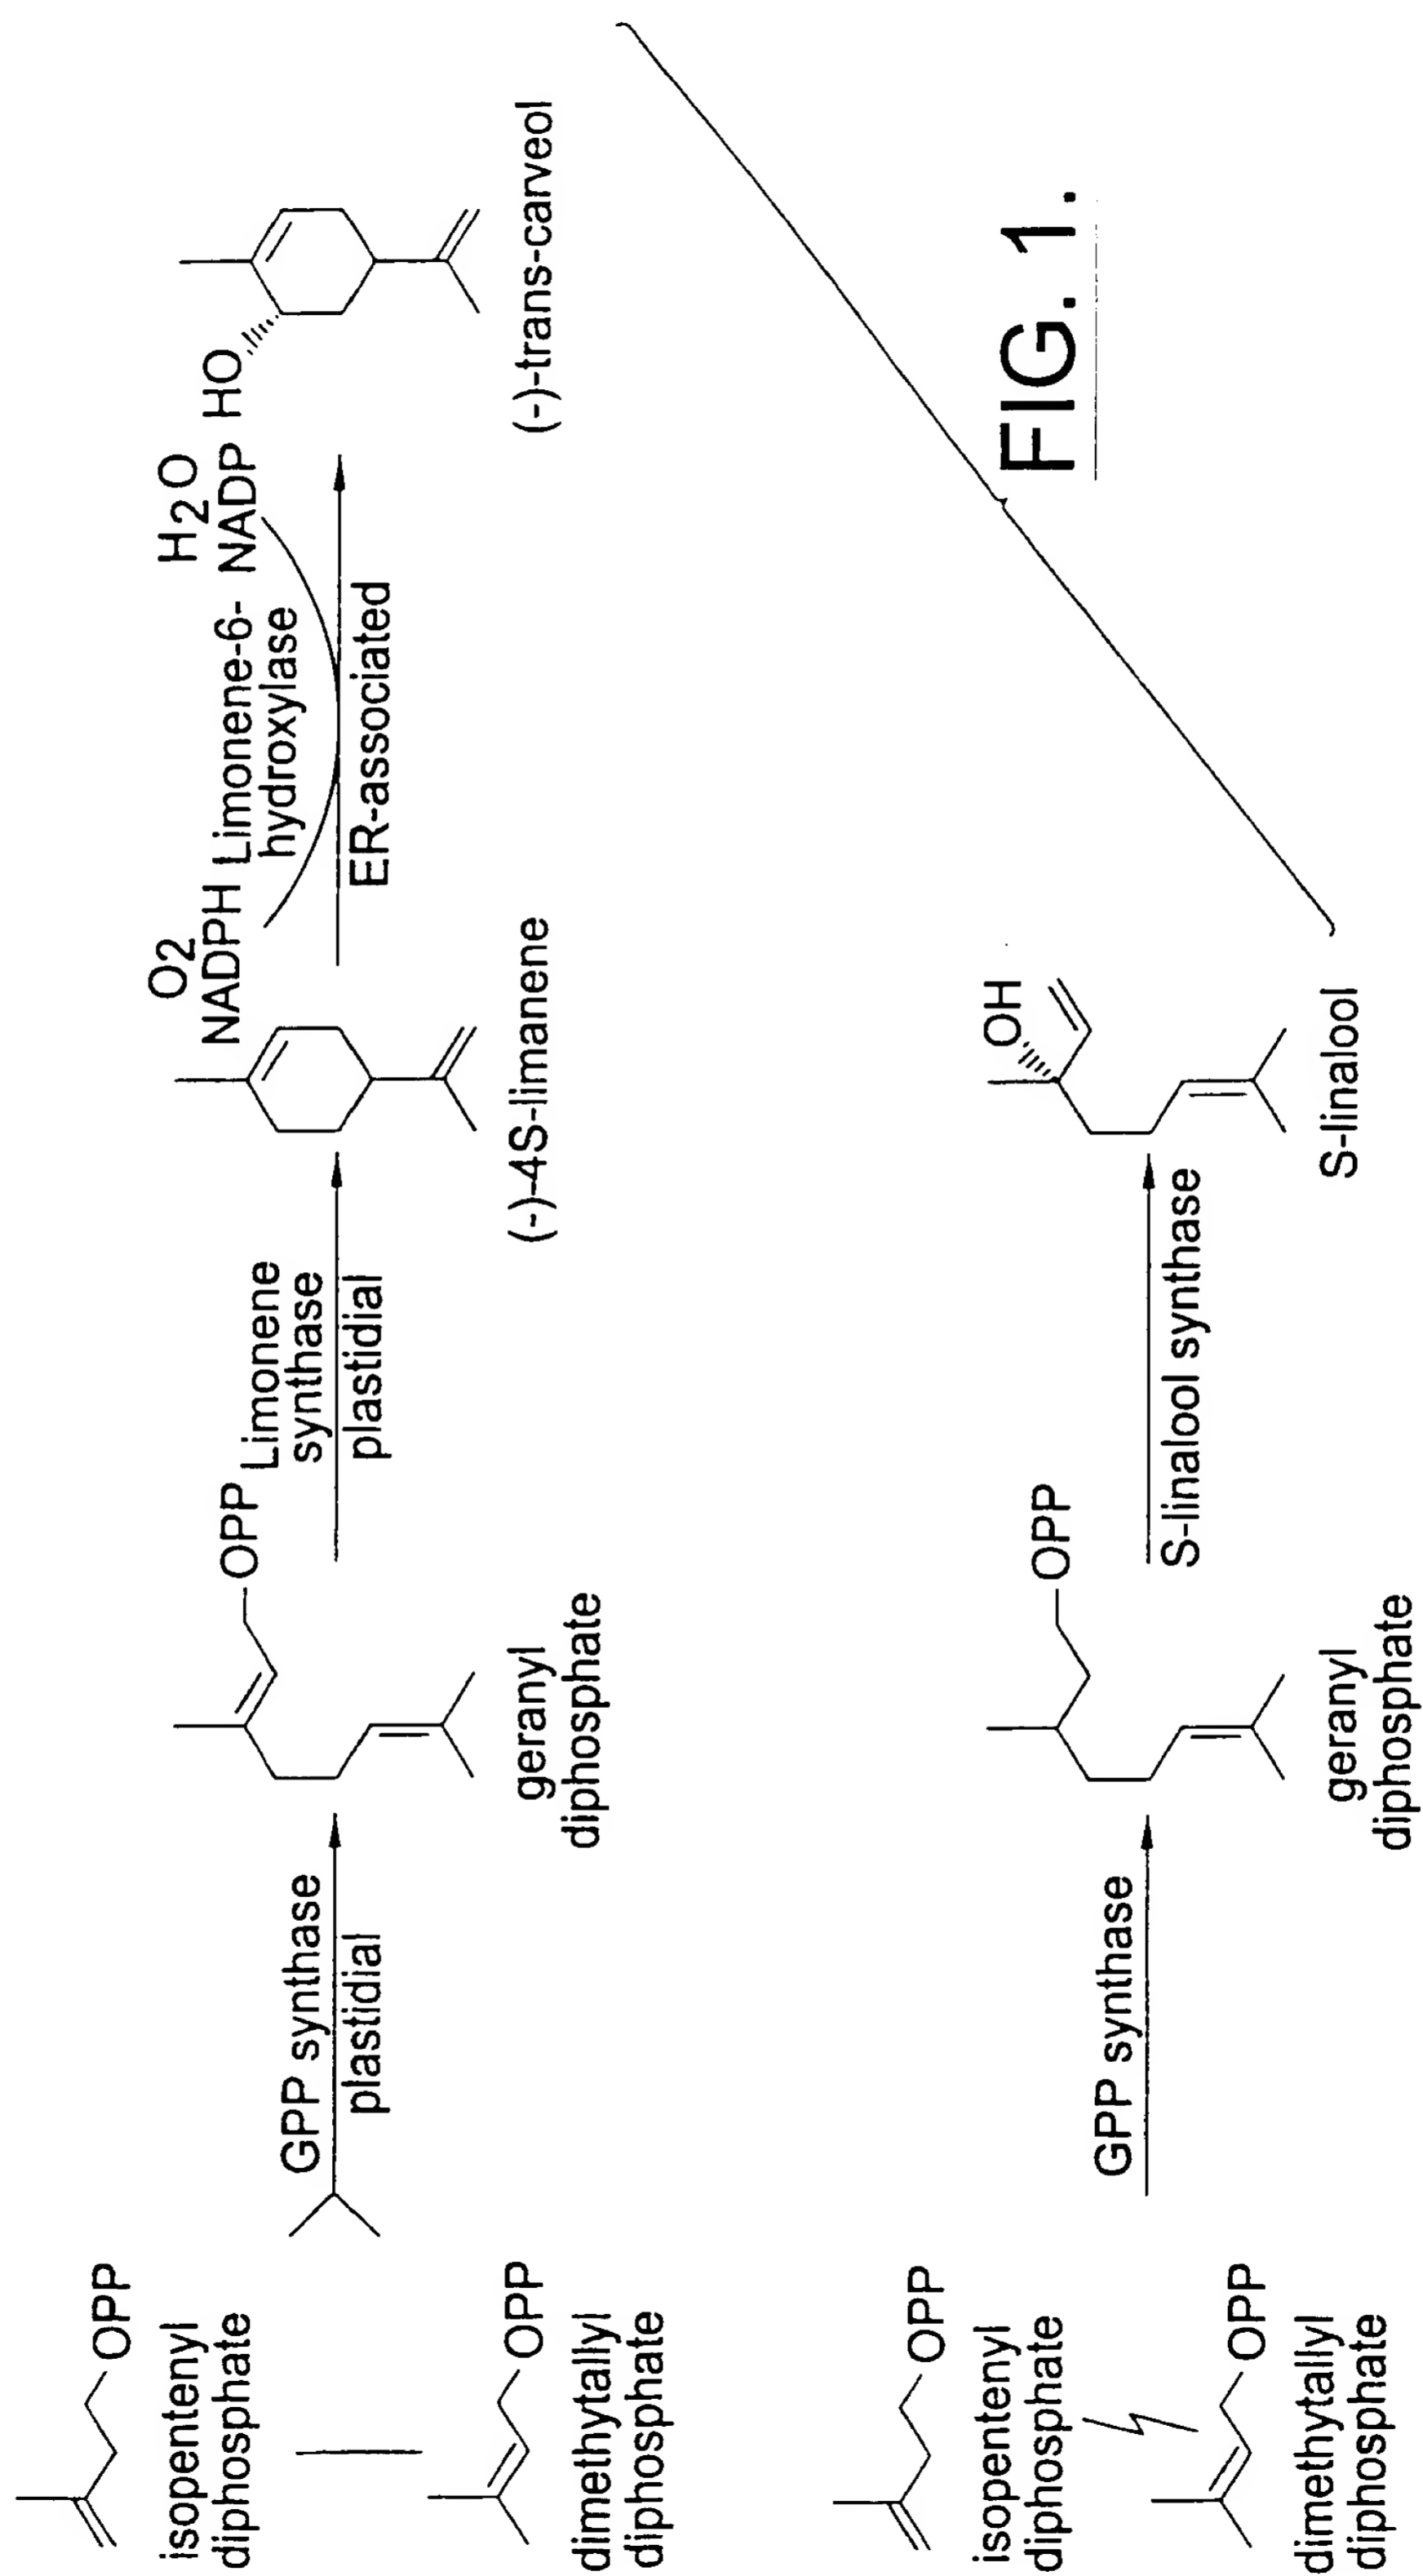 OPP
isopentenyl
diphosphate
OPP
dimethytallyl
diphosphate
GPP synthase
plastidial
OPP
geranyl
diphosphate
Limonene
synthase
plastidial
(-)-4S-limanene
O2
NADPH
Limonene-6-
hydroxylase
H2O
NADP
ER-associated
HO
(-)-trans-carveol
OPP
isopentenyl
diphosphate
OPP
dimethytallyl
diphosphate
GPP synthase
OPP
geranyl
diphosphate
S-linalool synthase
OH
S-linalool
FIG. 1.